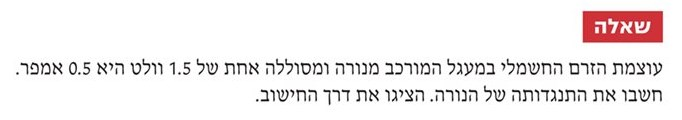 שאלה
עוצמת הזרם החשמלי במעגל המורכב מנורה ומסוללה אחת של 1.5 וולט היא 0.5 אמפר.
חשבו את התנגדותה של הנורה. הציגו את דרך החישוב.